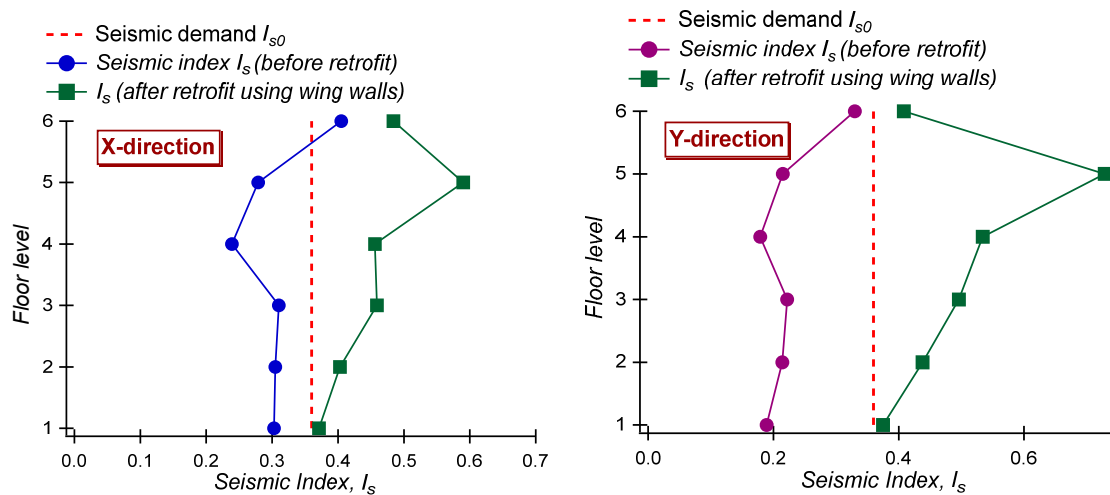 Seismic demand Is0
Seismic index Is (before retrofit)
Is (after retrofit using wing walls)
X-direction
6
5
4
3
2
1
Floor level
0.0 0.1 0.2 0.3 0.4 0.5 0.6 0.7
Seismic Index, Is
Seismic demand Is0
Seismic index Is (before retrofit)
Is (after retrofit using wing walls)
Y-direction
6
5
4
3
2
1
Floor level
0.0 0.2 0.4 0.6
Seismic Index, Is